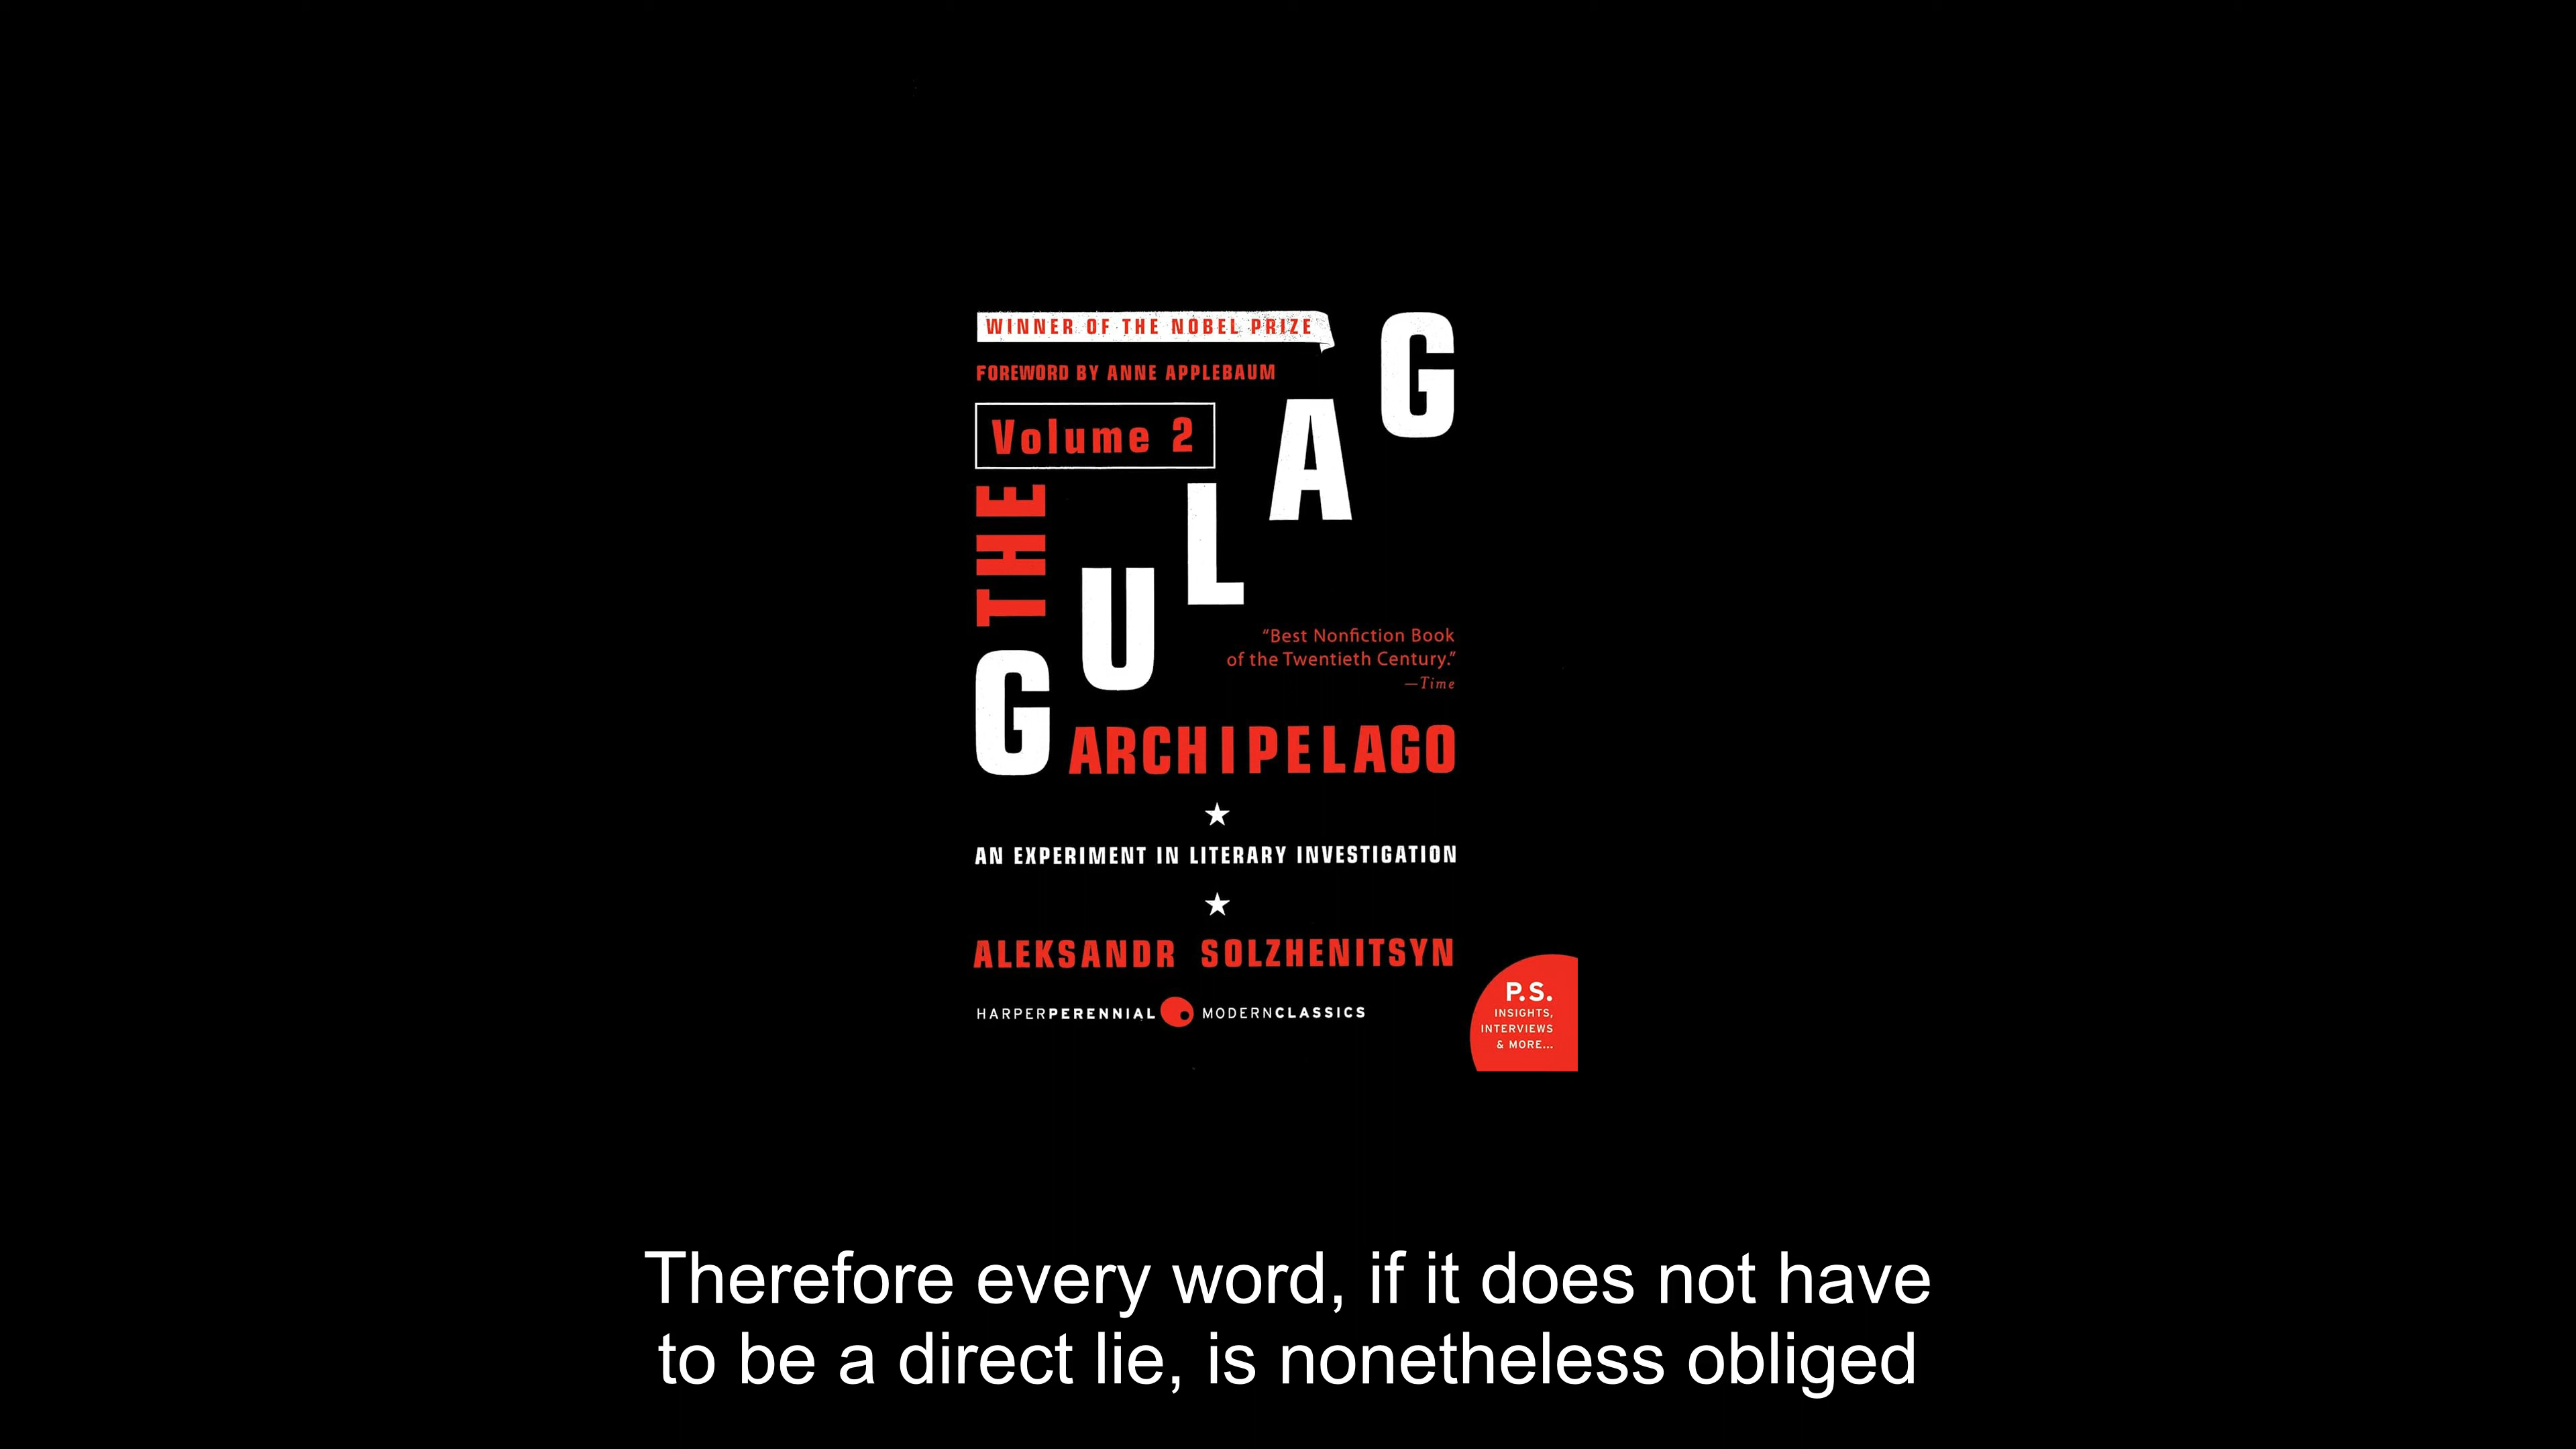 WINNER OF THE NOBEL PRIZE
FOREWORD BY ANNE APPLEBAUM
Volume 2
THE
GULAG
"Best Nonfiction Book
of the Twentieth Century."
—Time
ARCHIPELAGO
AN EXPERIMENT IN LITERARY INVESTIGATION
ALEKSANDR SOLZHENITSYN
HARPERPERENNIAL MODERNCLASSICS
P.S.
INSIGHTS,
INTERVIEWS
& MORE...
Therefore every word, if it does not have
to be a direct lie, is nonetheless obliged